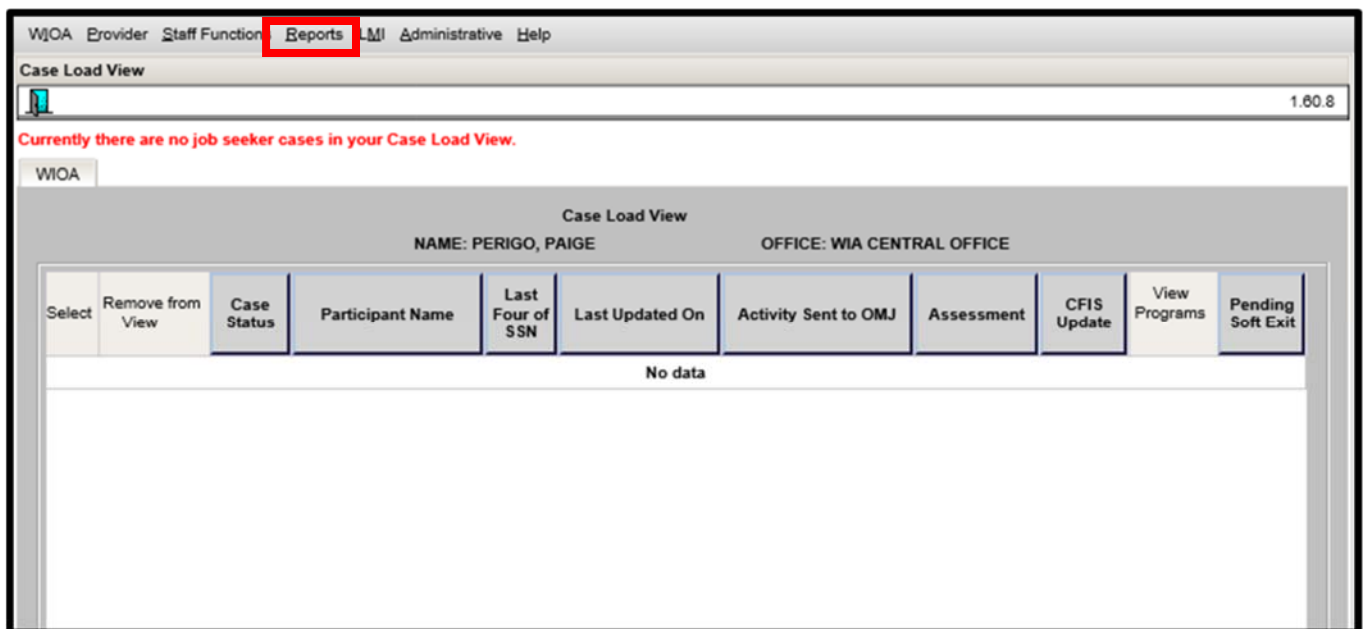 WIOA Provider Staff Function Reports LMI Administrative Help
Case Load View
1.60.8
Currently there are no job seeker cases in your Case Load View.
WIOA
Case Load View
NAME: PERIGO, PAIGE OFFICE: WIA CENTRAL OFFICE
Select
Remove from
View
Case
Status
Participant Name
Last
Four of
SSN
Last Updated On
Activity Sent to OMJ
Assessment
CFIS
Update
View
Programs
Pending
Soft Exit
No data